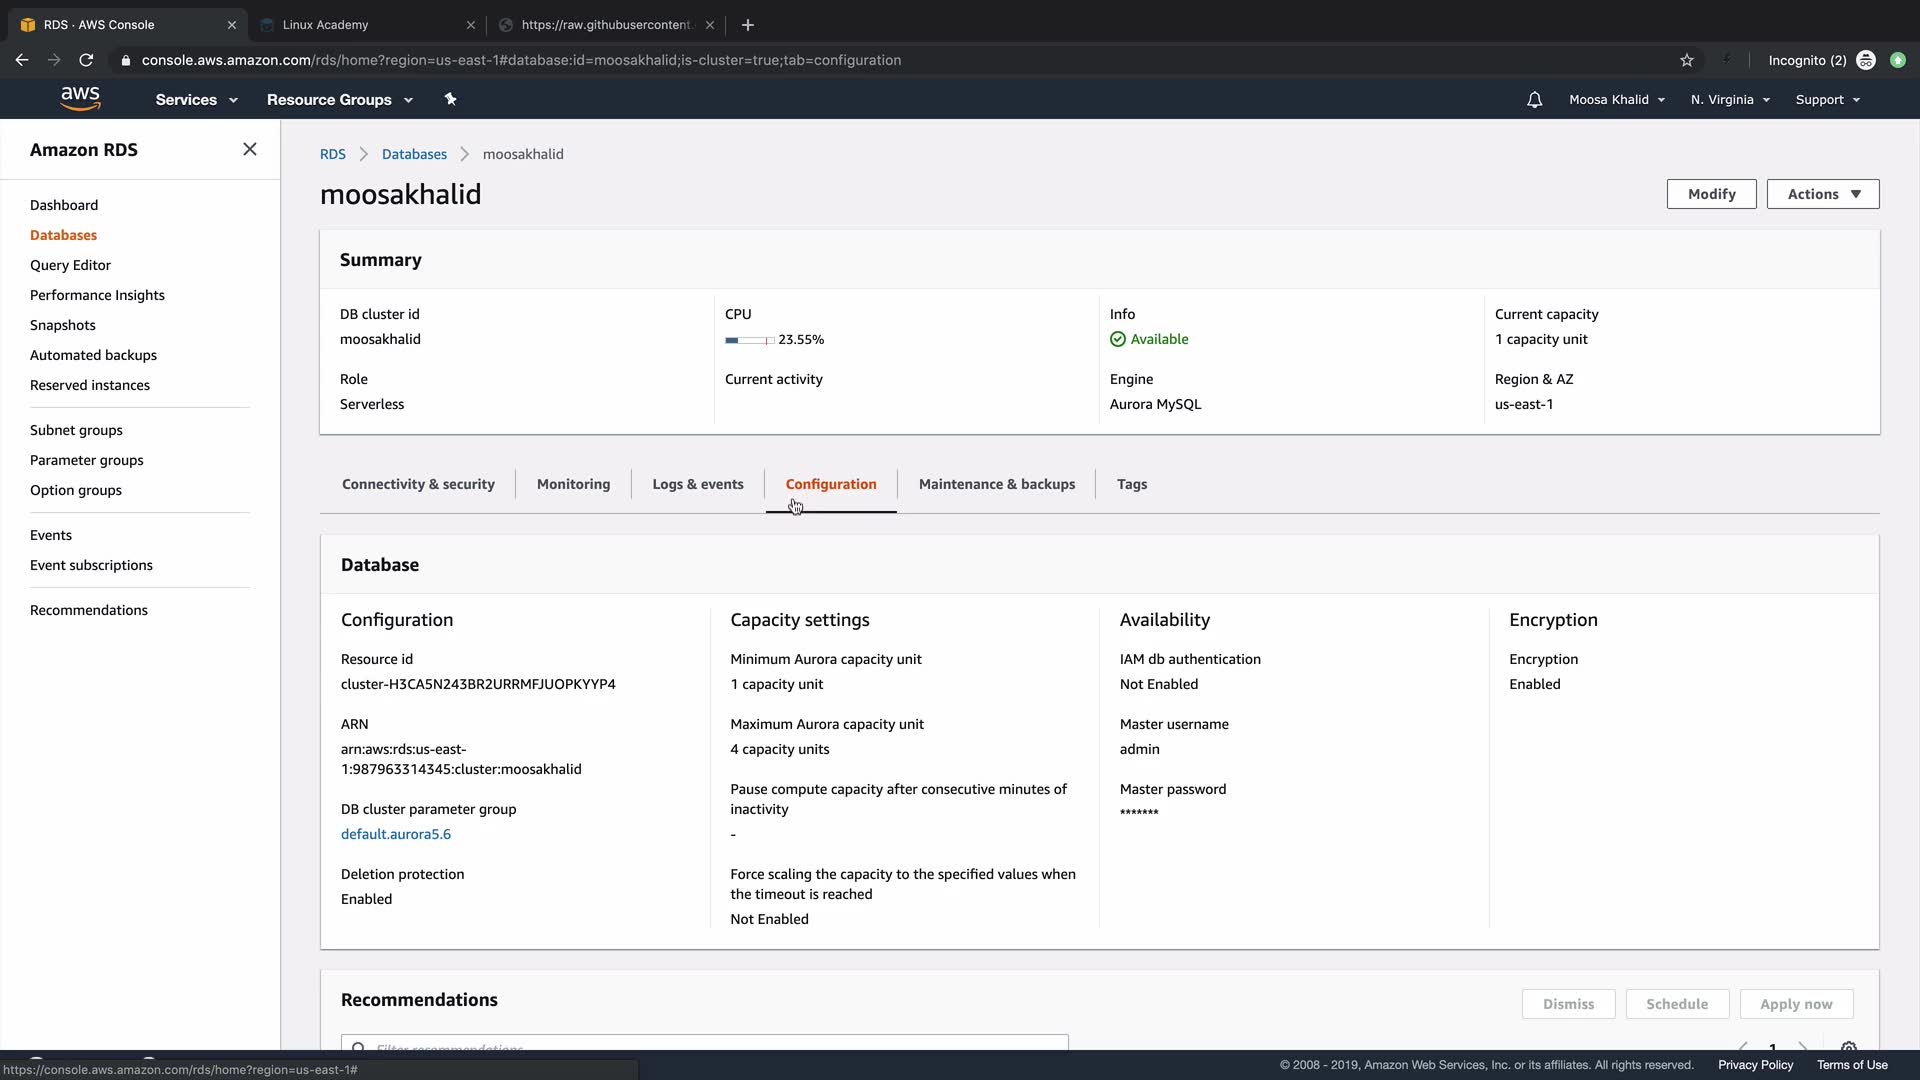 RDS · AWS Console
Linux Academy
https://raw.githubusercontent.
console.aws.amazon.com/rds/home?region=us-east-1#database:id=moosakhalid;is-cluster=true;tab=configuration
Incognito (2)
aws
Services
Resource Groups
Moosa Khalid
N. Virginia
Support
Amazon RDS
Dashboard
Databases
Query Editor
Performance Insights
Snapshots
Automated backups
Reserved instances
Subnet groups
Parameter groups
Option groups
Events
Event subscriptions
Recommendations
RDS
Databases
moosakhalid
moosakhalid
Modify
Actions
Summary
DB cluster id
moosakhalid
Role
Serverless
CPU
23.55%
Current activity
Info
Available
Engine
Aurora MySQL
Current capacity
1 capacity unit
Region & AZ
us-east-1
Connectivity & security
Monitoring
Logs & events
Configuration
Maintenance & backups
Tags
Database
Configuration
Resource id
cluster-H3CA5N243BR2URRMFJUOPKYYP4
ARN
arn:aws:rds:us-east-
1:987963314345:cluster:moosakhalid
DB cluster parameter group
default.aurora5.6
Deletion protection
Enabled
Capacity settings
Minimum Aurora capacity unit
1 capacity unit
Maximum Aurora capacity unit
4 capacity units
Pause compute capacity after consecutive minutes of
inactivity
-
Force scaling the capacity to the specified values when
the timeout is reached
Not Enabled
Availability
IAM db authentication
Not Enabled
Master username
admin
Master password
*******
Encryption
Encryption
Enabled
Recommendations
Dismiss
Schedule
Apply now
Filter recommendations
1
https://console.aws.amazon.com/rds/home?region=us-east-1#
© 2008 - 2019, Amazon Web Services, Inc. or its affiliates. All rights reserved.
Privacy Policy
Terms of Use